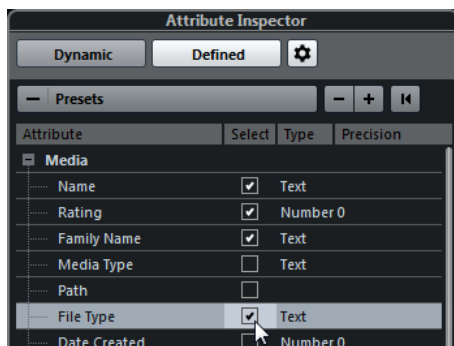 Attribute Inspector
Dynamic Defined
Presets
Attribute Select Type Precision
Media
Name Text
Rating Number 0
Family Name Text
Media Type Text
Path
File Type Text
Date Created Number 0